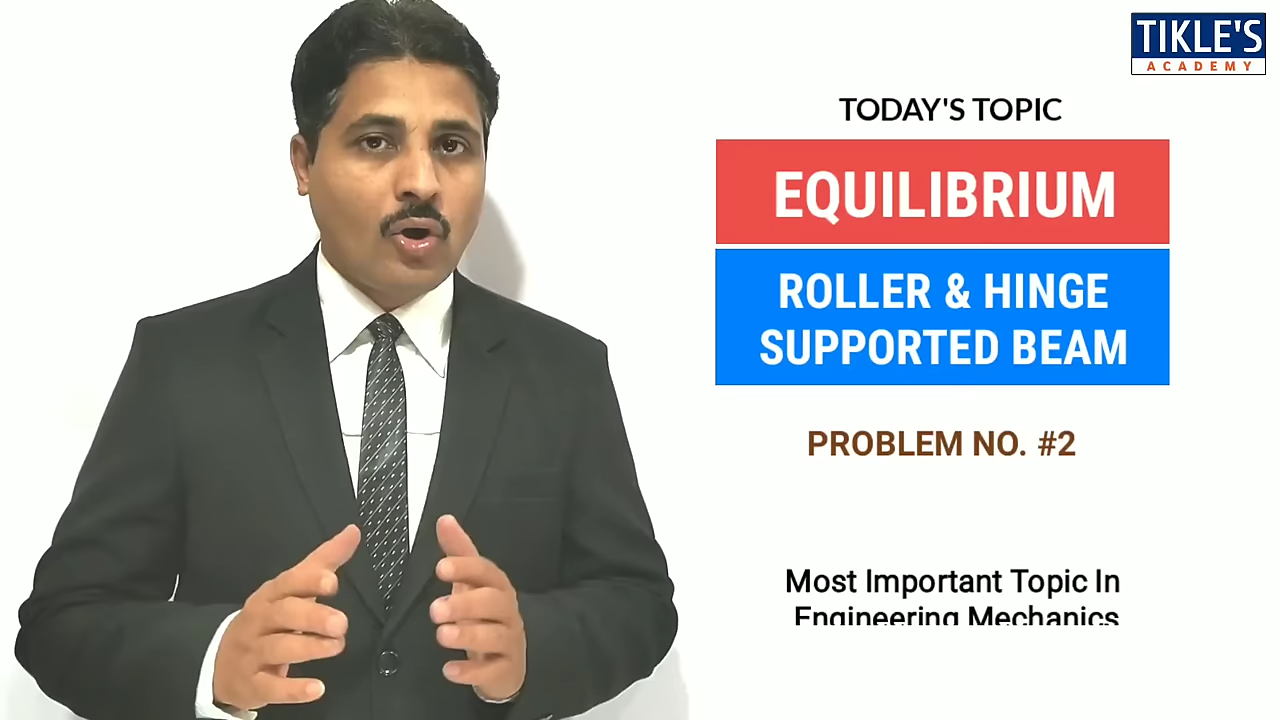 TIKLE'S
ACADEMY
TODAY'S TOPIC
EQUILIBRIUM
ROLLER & HINGE
SUPPORTED BEAM
PROBLEM NO. #2
Most Important Topic In
Engineering Mechanics